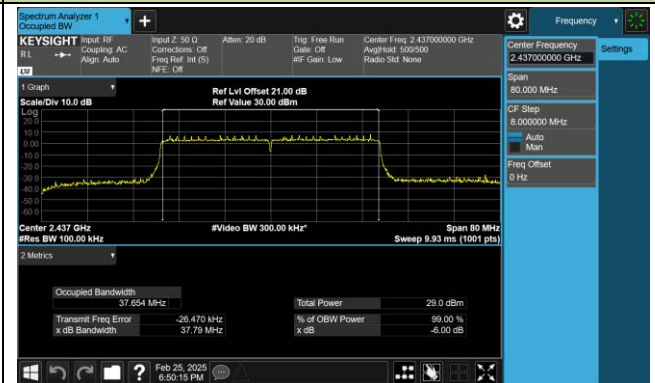 Spectrum Analyzer 1
Occupied BW
Frequency
KEYSIGHT
RL
Input: RF
Coupling: AC
Align: Auto
Input Z: 50 Ω
Corrections: Off
Freq Ref: Int (S)
NFE: Off
Atten: 20 dB
Trig: Free Run
Gate: Off
#IF Gain: Low
Center Freq: 2.437000000 GHz
Avg|Hold: 500/500
Radio Std: None
Center Frequency
2.437000000 GHz
Settings
Span
80.000 MHz
CF Step
8.000000 MHz
Auto
Man
Freq Offset
0 Hz
1 Graph
Scale/Div 10.0 dB
Ref Lvl Offset 21.00 dB
Ref Value 30.00 dBm
Log
20.0
10.0
0.00
-10.0
-20.0
-30.0
-40.0
-50.0
-60.0
Center 2.437 GHz
#Video BW 300.00 kHz*
Span 80 MHz
#Res BW 100.00 kHz
Sweep 9.93 ms (1001 pts)
2 Metrics
Occupied Bandwidth
37.654 MHz
Total Power 29.0 dBm
Transmit Freq Error -26.470 kHz
% of OBW Power 99.00 %
x dB Bandwidth 37.79 MHz
x dB -6.00 dB
?
Feb 25, 2025
6:50:15 PM